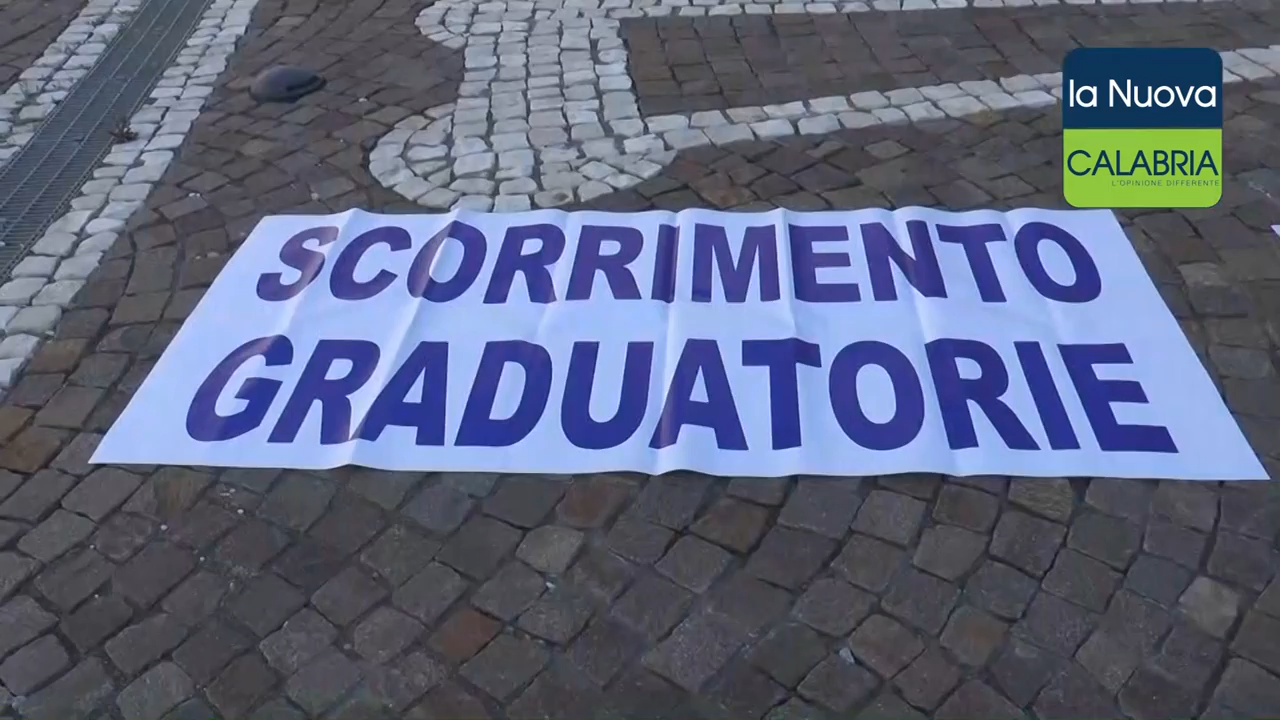 la Nuova
CALABRIA
L'OPINIONE DIFFERENTE
SCORRIMENTO
GRADUATORIE